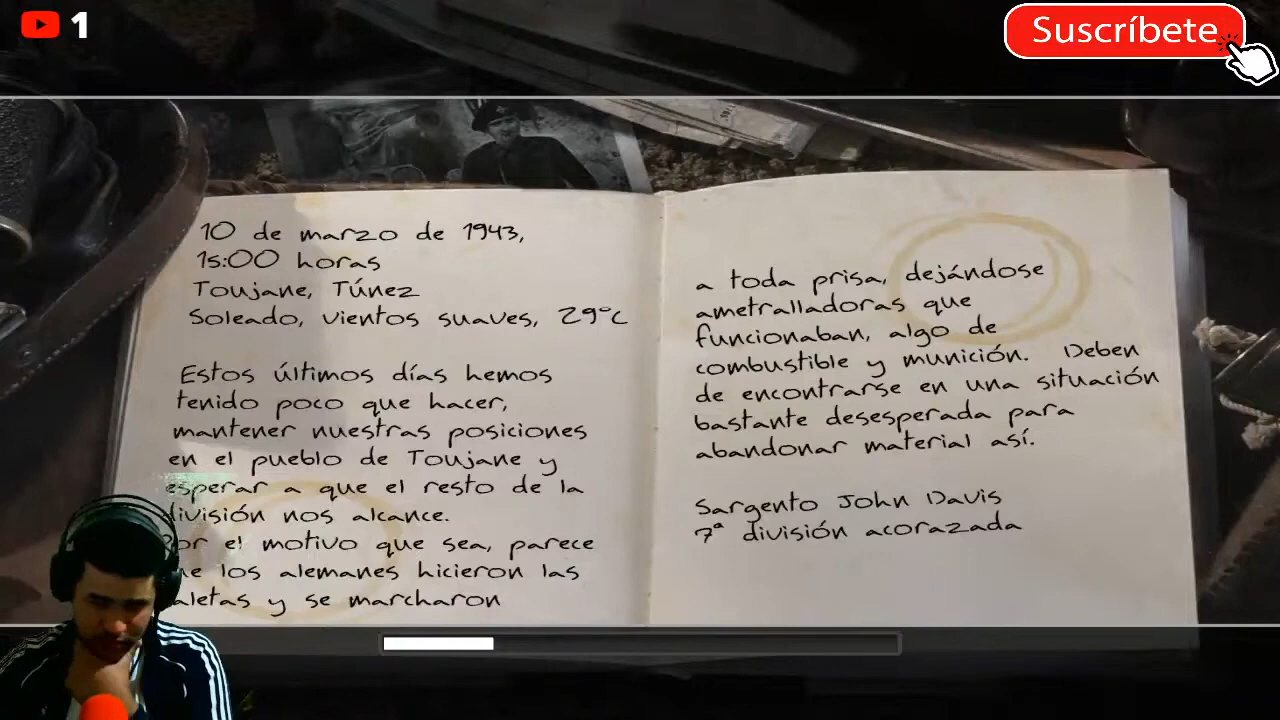 1
Suscríbete
10 de marzo de 1943,
15:00 horas
Toujane, Túnez
Soleado, vientos suaves, 29ºC
Estos últimos días hemos
tenido poco que hacer,
mantener nuestras posiciones
en el pueblo de Toujane y
esperar a que el resto de la
división nos alcance.
el motivo que sea, parece
los alemanes hicieron las
y se marcharon
a toda prisa, dejándose
ametralladoras que
funcionaban, algo de
combustible y munición. Deben
de encontrarse en una situación
bastante desesperada para
abandonar material así.
Sargento John Davis
7ª división acorazada